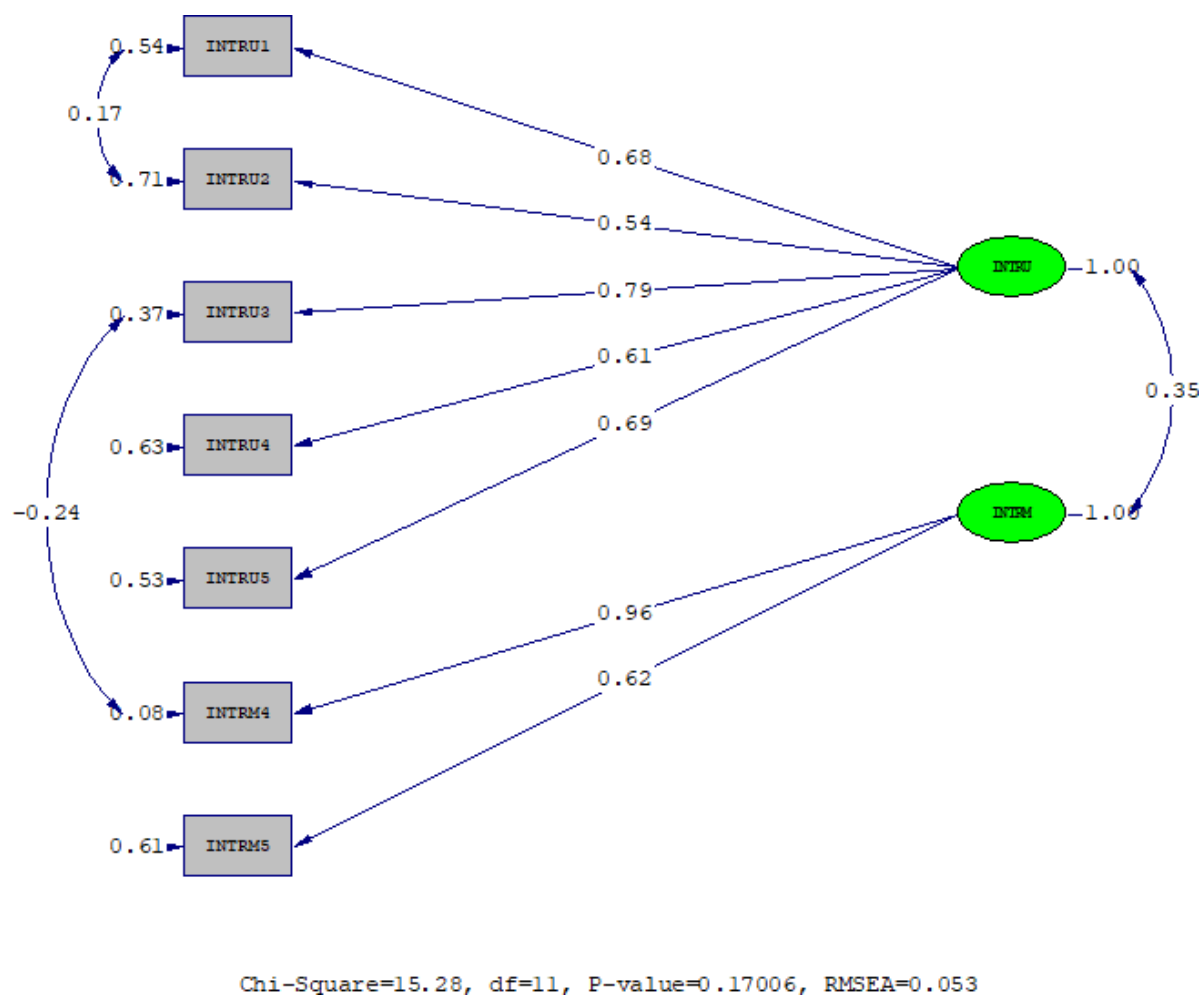 0.54 INTRU1
0.17
0.68
0.71 INTRU2
0.54
INTRU -1.00
0.79
0.37 INTRU3
0.61
0.35
0.69
0.63 INTRU4
-0.24
INTRM -1.00
0.53 INTRU5
0.96
0.62
0.08 INTRM4
0.61 INTRM5
Chi-Square=15.28, df=11, P-value=0.17006, RMSEA=0.053